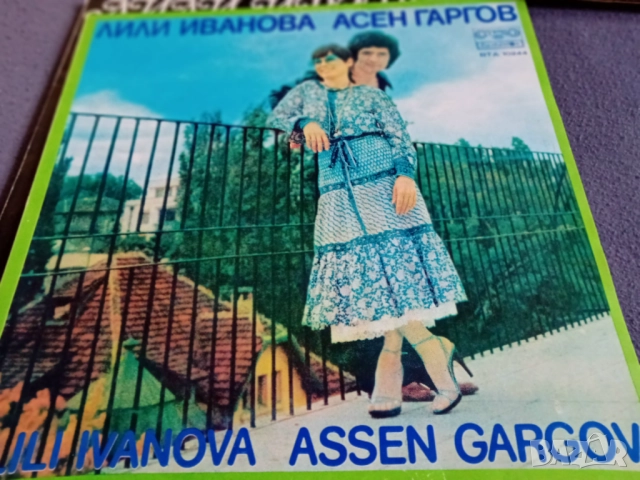 ЛИЛИ ИВАНОВА АСЕН ГАРГОВ
LILI IVANOVA ASSEN GARGOV